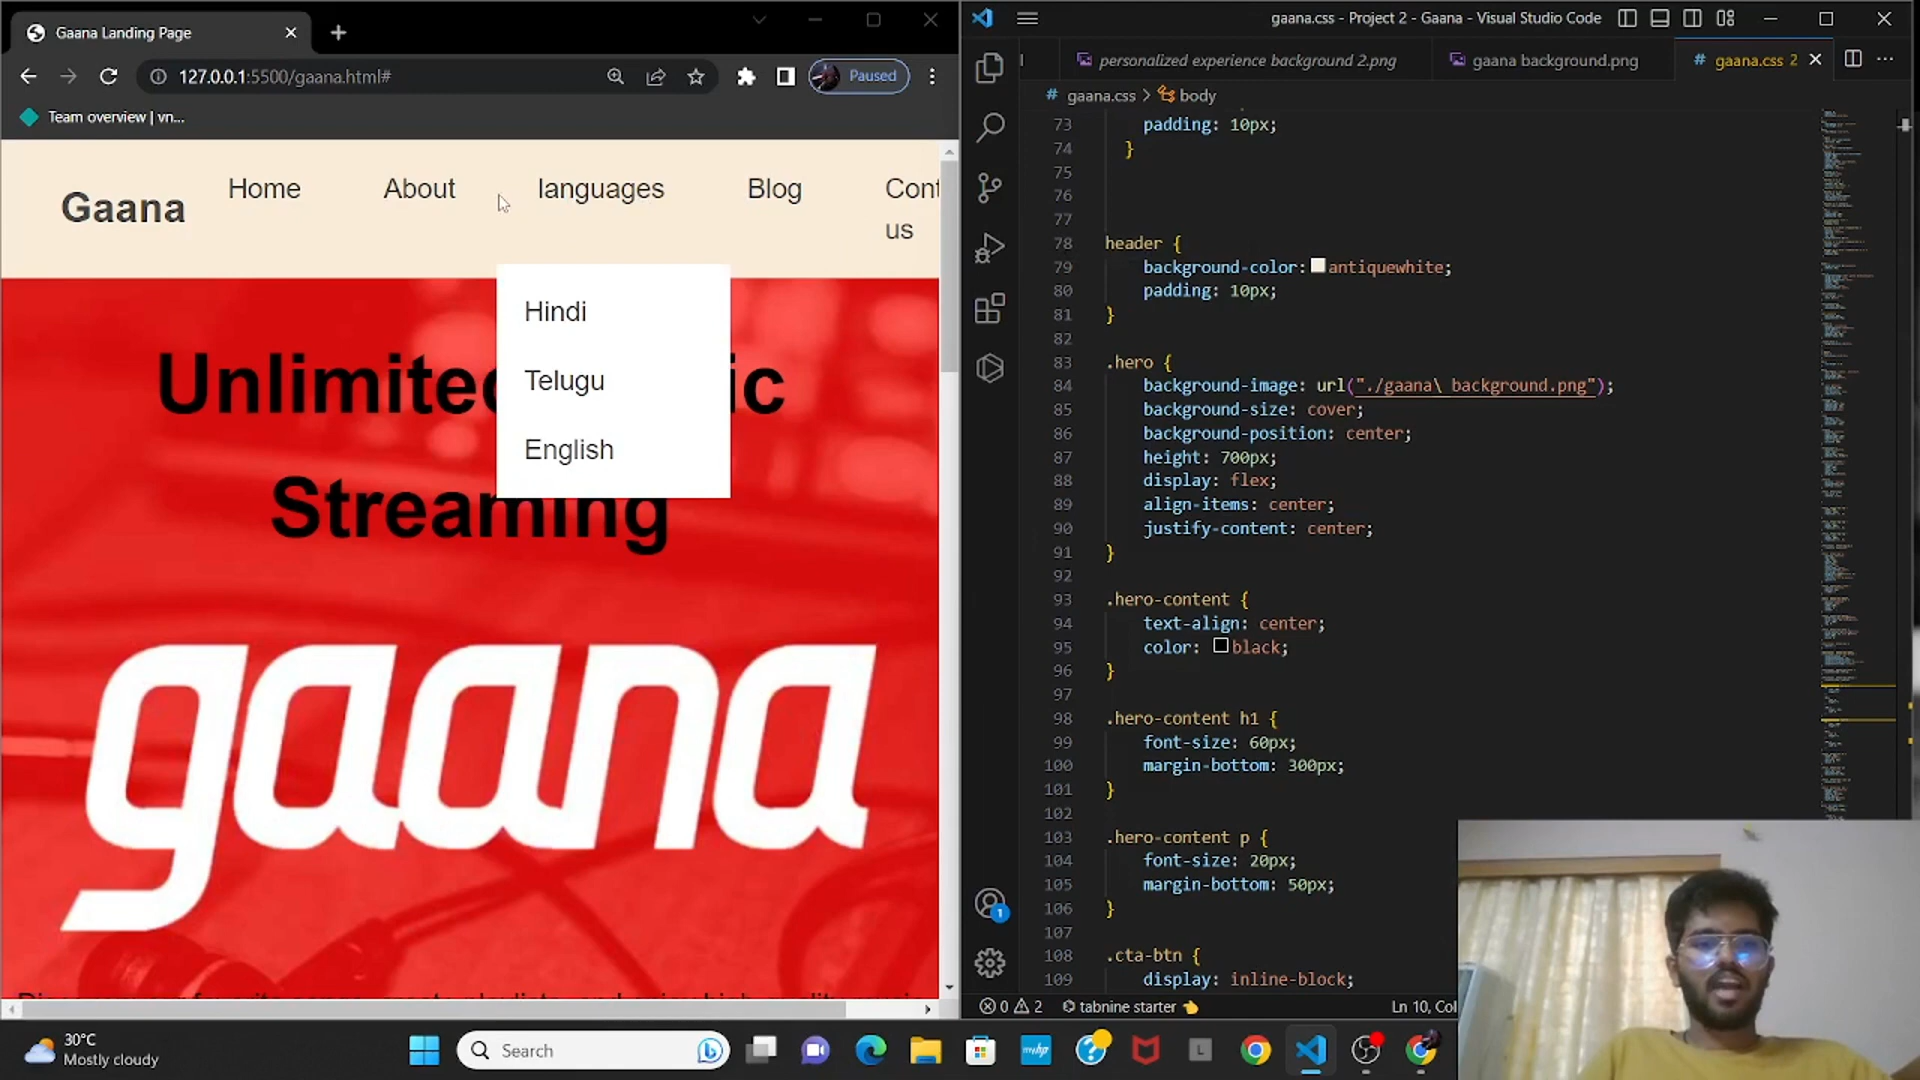 Gaana Landing Page
127.0.0.1:5500/gaana.html#
Paused
Team overview | vn...
Gaana
Home
About
languages
Blog
Cont
us
Hindi
Telugu
English
Unlimited
ic
Streaming
gaana
gaana.css - Project 2 - Gaana - Visual Studio Code
personalized experience background 2.png
gaana background.png
# gaana.css 2
# gaana.css > body
73 padding: 10px;
74 }
75
76
77
78 header {
79 background-color: antiquewhite;
80 padding: 10px;
81 }
82
83 .hero {
84 background-image: url("./gaana\ background.png");
85 background-size: cover;
86 background-position: center;
87 height: 700px;
88 display: flex;
89 align-items: center;
90 justify-content: center;
91 }
92
93 .hero-content {
94 text-align: center;
95 color: black;
96 }
97
98 .hero-content h1 {
99 font-size: 60px;
100 margin-bottom: 300px;
101 }
102
103 .hero-content p {
104 font-size: 20px;
105 margin-bottom: 50px;
106 }
107
108 .cta-btn {
109 display: inline-block;
1
0 2 tabnine starter
Ln 10, Col
30°C
Mostly cloudy
Search
myhp
L